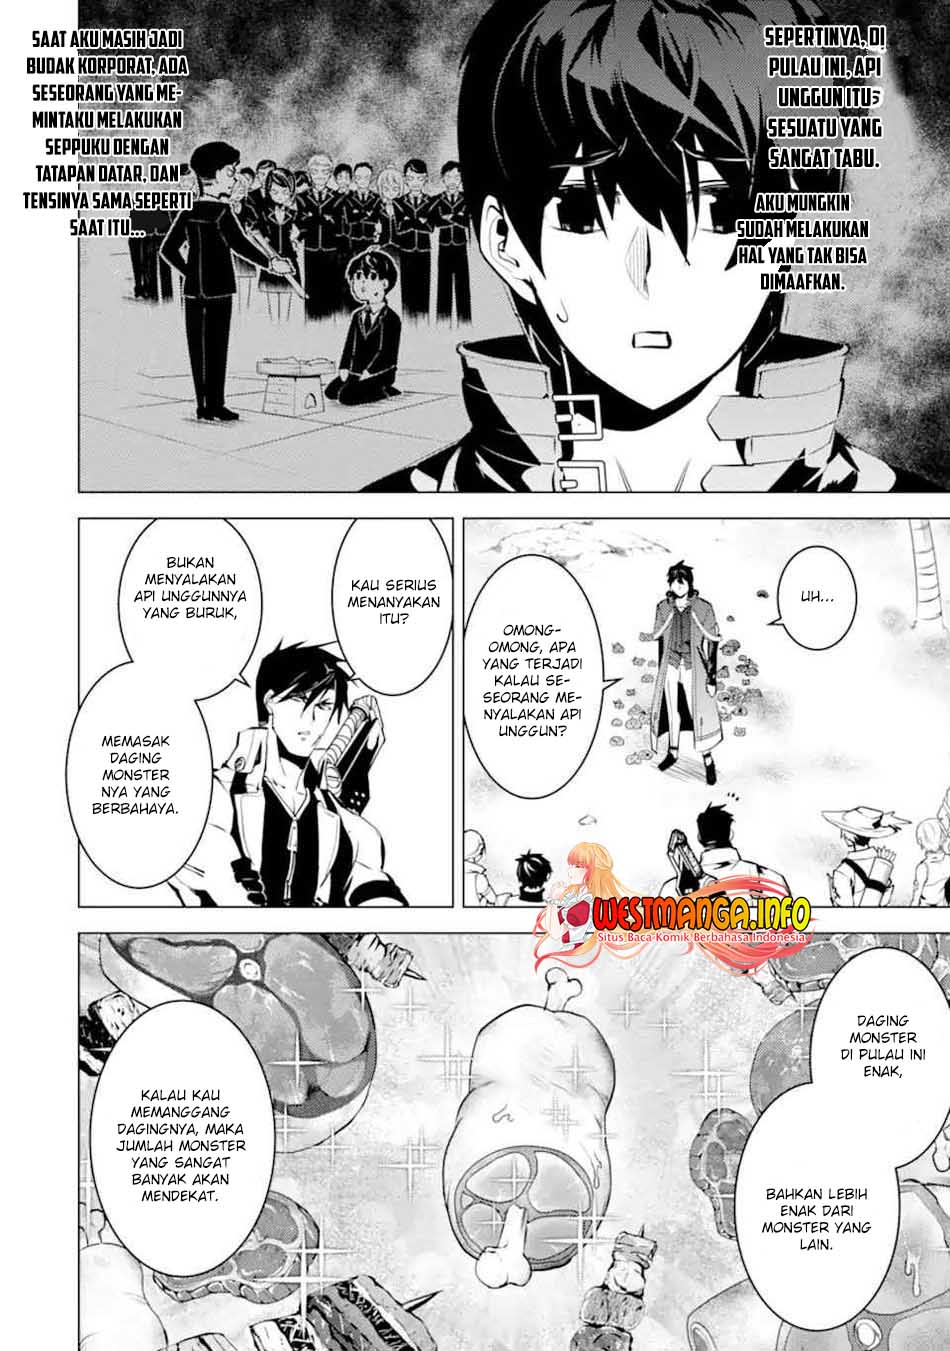 SEPERTINYA, DI
PULAU INI, API
UNGGUN ITU
SESUATU YANG
SANGAT TABU.
AKU MUNGKIN
SUDAH MELAKUKAN
HAL YANG TAK BISA
DIMAAFKAN.
SAAT AKU MASIH JADI
BUDAK KORPORAT, ADA
SESEORANG YANG ME-
MINTAKU MELAKUKAN
SEPPUKU DENGAN
TATAPAN DATAR, DAN
TENSINYA SAMA SEPERTI
SAAT ITU...
UH...
OMONG-
OMONG, APA
YANG TERJADI
KALAU SE-
SEORANG ME-
NYALAKAN API
UNGGUN?
KAU SERIUS
MENANYAKAN
ITU?
BUKAN
MENYALAKAN
API UNGGUNNYA
YANG BURUK,
MEMASAK
DAGING
MONSTER
NYA YANG
BERBAHAYA.
WESTMANGA.INFO
Situs Baca Komik Berbahasa Indonesia
DAGING
MONSTER
DI PULAU INI
ENAK,
BAHKAN LEBIH
ENAK DARI
MONSTER YANG
LAIN.
KALAU KAU
MEMANGGANG
DAGINGNYA, MAKA
JUMLAH MONSTER
YANG SANGAT
BANYAK AKAN
MENDEKAT.